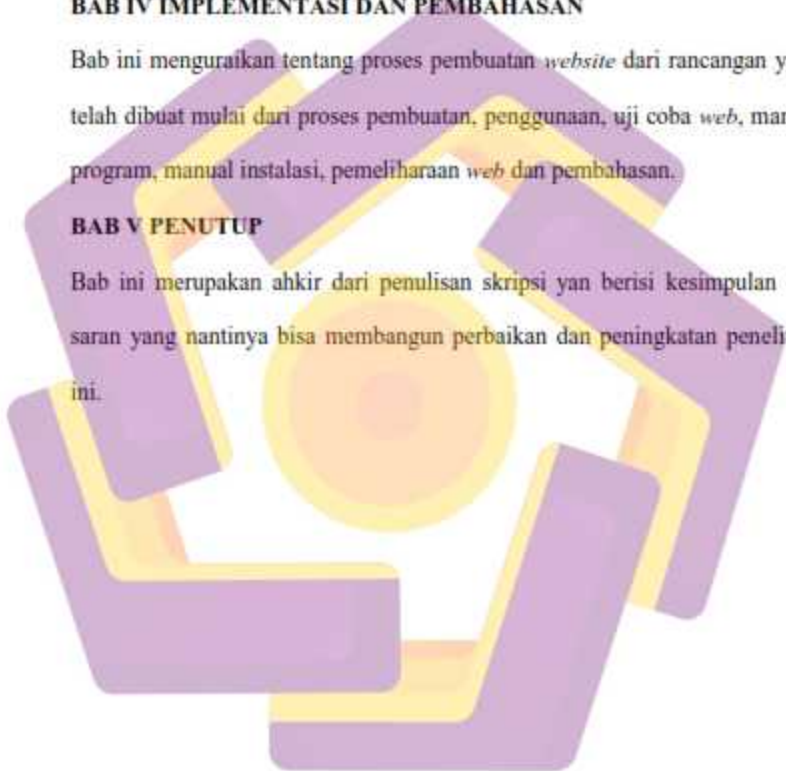 BAB IV IMPLEMENTASI DAN PEMBAHASAN
Bab ini menguraikan tentang proses pembuatan website dari rancangan
telah dibuat mulai dari proses pembuatan, penggunaan, uji coba web,
program, manual instalasi, pemeliharaan web dan pembahasan.
BAB V PENUTUP
Bab ini merupakan ahkir dari penulisan skripsi yan berisi kesimpulan
saran yang nantinya bisa membangun perbaikan dan peningkatan
ini.